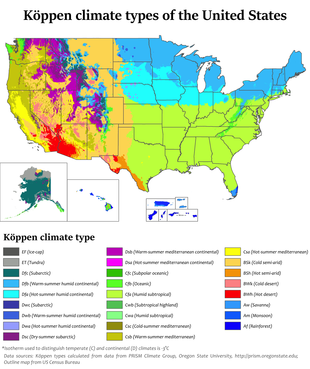 Köppen climate types of the United States
Köppen climate type
EF (Ice-cap)
ET (Tundra)
Dfc (Subarctic)
Dfb (Warm-summer humid continental)
Dfa (Hot-summer humid continental)
Dwc (Subarctic)
Dwb (Warm-summer humid continental)
Dwa (Hot-summer humid continental)
Dsc (Dry-summer subarctic)
Dsb (Warm-summer mediterranean continental)
Dsa (Hot-summer mediterranean continental)
Cfc (Subpolar oceanic)
Cfb (Oceanic)
Cfa (Humid subtropical)
Cwb (Subtropical highland)
Cwa (Humid subtropical)
Csc (Cold-summer mediterranean)
Csb (Warm-summer mediterranean)
Csa (Hot-summer mediterranean)
BSk (Cold semi-arid)
BSh (Hot semi-arid)
BWk (Cold desert)
BWh (Hot desert)
Aw (Savanna)
Am (Monsoon)
Af (Rainforest)
*Isotherm used to distinguish temperate (C) and continental (D) climates is -3°C
Data sources: Köppen types calculated from data from PRISM Climate Group, Oregon State University, http://prism.oregonstate.edu;
Outline map from US Census Bureau